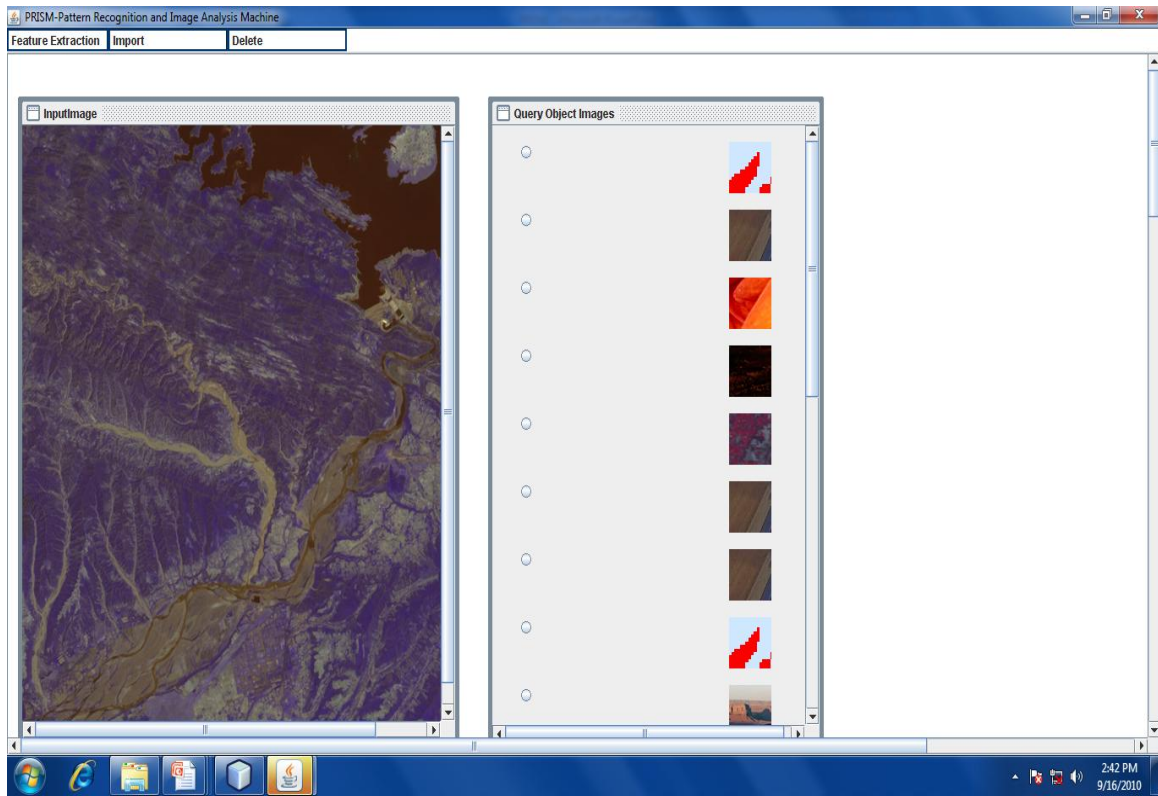 PRISM-Pattern Recognition and Image Analysis Machine
Feature Extraction Import Delete
InputImage
Query Object Images
2:42 PM
9/16/2010